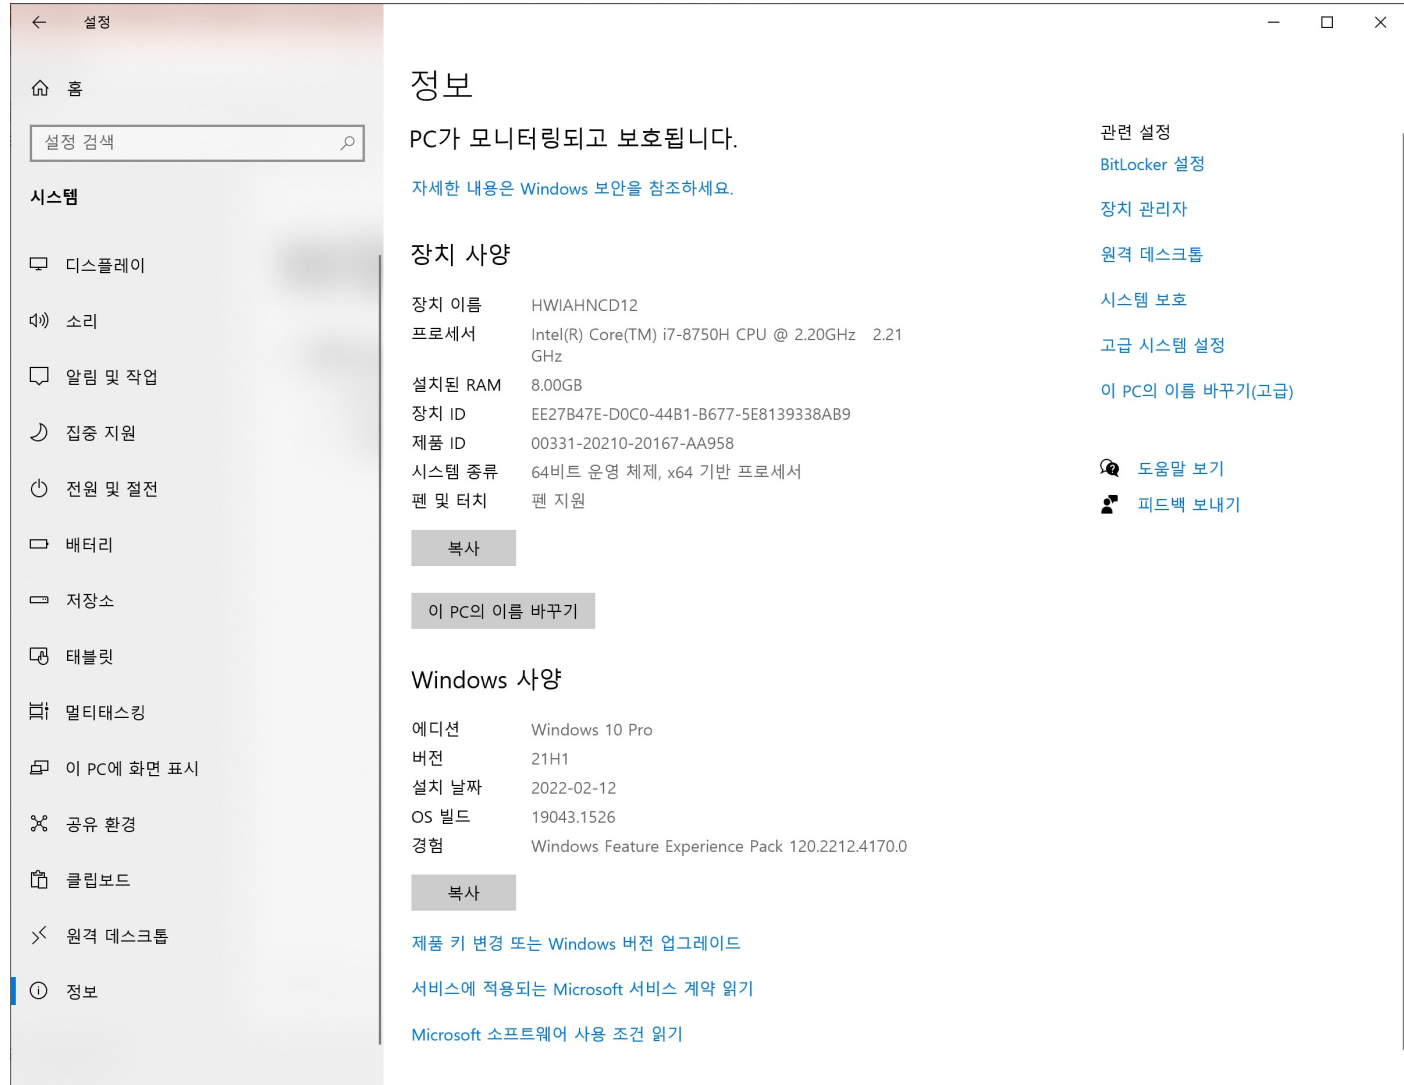 설정
홈
설정 검색
시스템
디스플레이
소리
알림 및 작업
집중 지원
전원 및 절전
배터리
저장소
태블릿
멀티태스킹
이 PC에 화면 표시
공유 환경
클립보드
원격 데스크톱
정보
정보
PC가 모니터링되고 보호됩니다.
자세한 내용은 Windows 보안을 참조하세요.
장치 사양
장치 이름 HWIAHNCD12
프로세서 Intel(R) Core(TM) i7-8750H CPU @ 2.20GHz 2.21
GHz
설치된 RAM 8.00GB
장치 ID EE27B47E-D0C0-44B1-B677-5E8139338AB9
제품 ID 00331-20210-20167-AA958
시스템 종류 64비트 운영 체제, x64 기반 프로세서
펜 및 터치 펜 지원
복사
이 PC의 이름 바꾸기
Windows 사양
에디션 Windows 10 Pro
버전 21H1
설치 날짜 2022-02-12
OS 빌드 19043.1526
경험 Windows Feature Experience Pack 120.2212.4170.0
복사
제품 키 변경 또는 Windows 버전 업그레이드
서비스에 적용되는 Microsoft 서비스 계약 읽기
Microsoft 소프트웨어 사용 조건 읽기
관련 설정
BitLocker 설정
장치 관리자
원격 데스크톱
시스템 보호
고급 시스템 설정
이 PC의 이름 바꾸기(고급)
도움말 보기
피드백 보내기